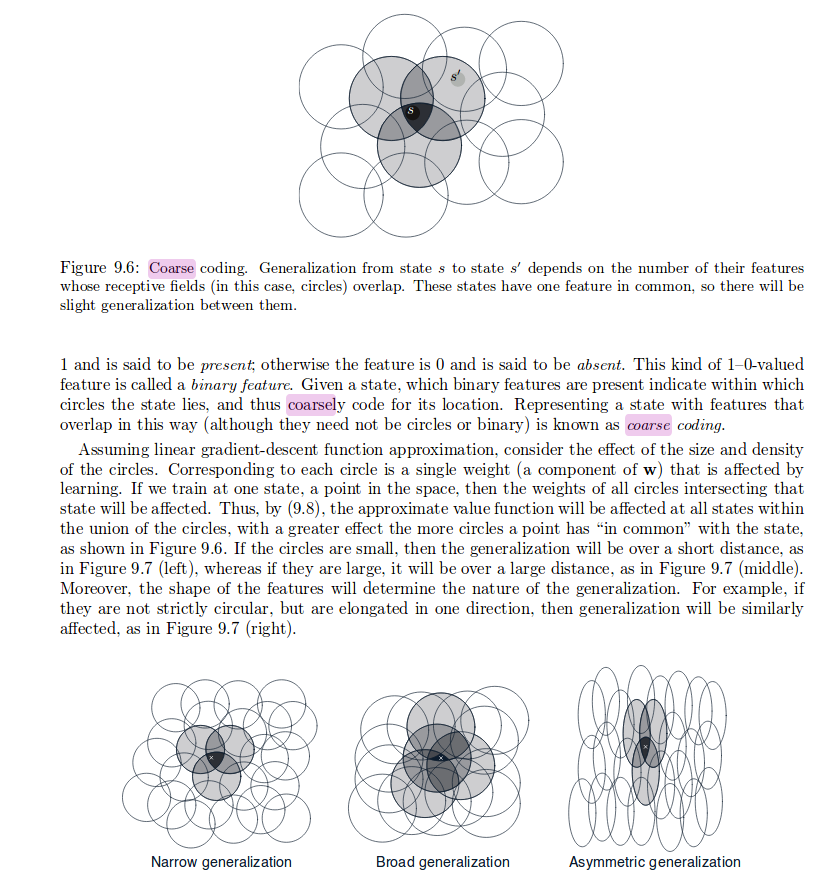 s′
s
Figure 9.6: Coarse coding. Generalization from state s to state s′ depends on the number of their features
whose receptive fields (in this case, circles) overlap. These states have one feature in common, so there will be
slight generalization between them.
1 and is said to be present; otherwise the feature is 0 and is said to be absent. This kind of 1–0-valued
feature is called a binary feature. Given a state, which binary features are present indicate within which
circles the state lies, and thus coarsely code for its location. Representing a state with features that
overlap in this way (although they need not be circles or binary) is known as coarse coding.
Assuming linear gradient-descent function approximation, consider the effect of the size and density
of the circles. Corresponding to each circle is a single weight (a component of w) that is affected by
learning. If we train at one state, a point in the space, then the weights of all circles intersecting that
state will be affected. Thus, by (9.8), the approximate value function will be affected at all states within
the union of the circles, with a greater effect the more circles a point has “in common” with the state,
as shown in Figure 9.6. If the circles are small, then the generalization will be over a short distance, as
in Figure 9.7 (left), whereas if they are large, it will be over a large distance, as in Figure 9.7 (middle).
Moreover, the shape of the features will determine the nature of the generalization. For example, if
they are not strictly circular, but are elongated in one direction, then generalization will be similarly
affected, as in Figure 9.7 (right).
Narrow generalization Broad generalization Asymmetric generalization